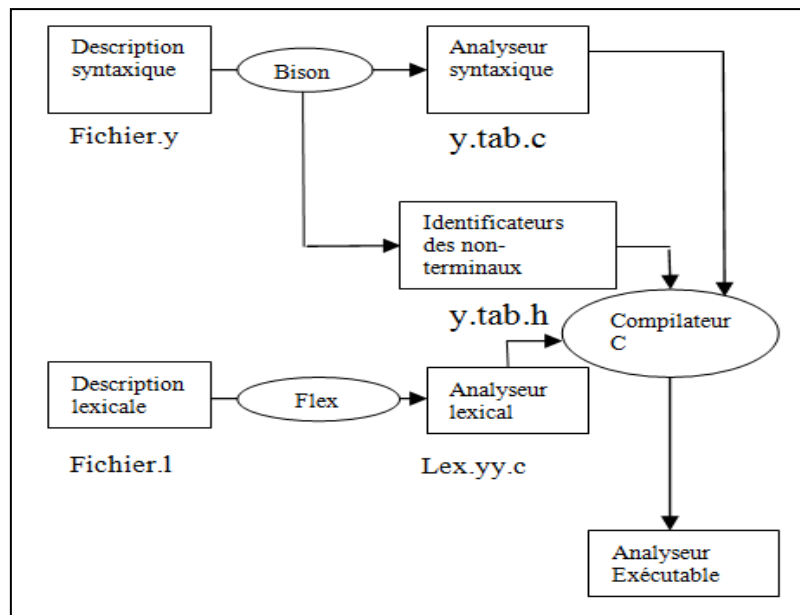 Description
syntaxique
Bison
Analyseur
syntaxique
Fichier.y
y.tab.c
Identificateurs
des non-
terminaux
y.tab.h
Compilateur
C
Description
lexicale
Flex
Analyseur
lexical
Fichier.l
Lex.yy.c
Analyseur
Exécutable